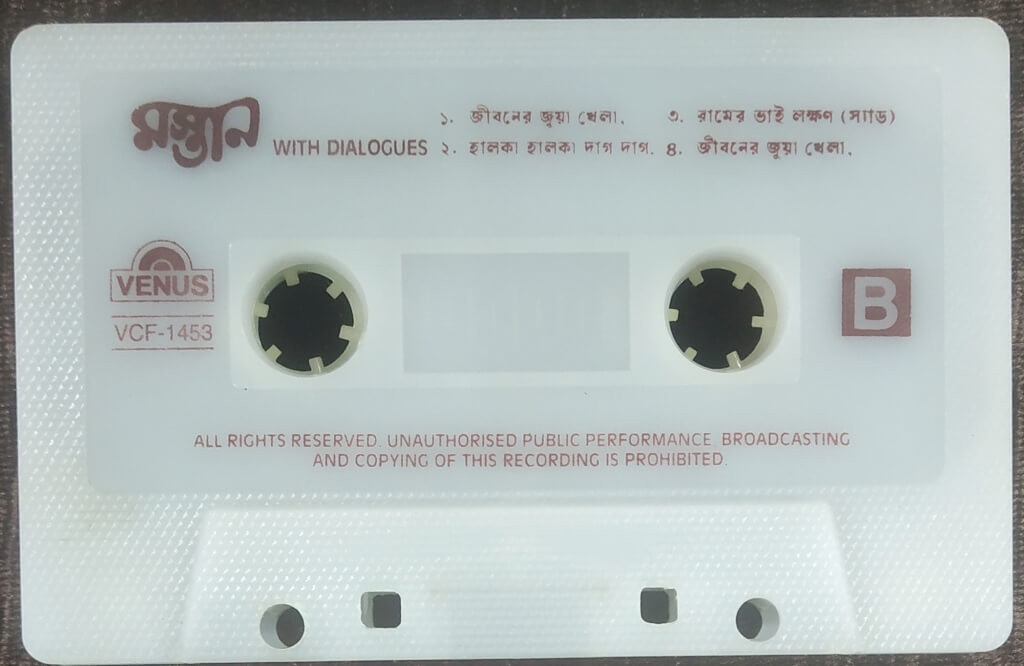 মস্তান
WITH DIALOGUES
১. জীবনের জুয়া খেলা.
২. হালকা হালকা দাগ দাগ.
৩. রামের ভাই লক্ষণ (স্যাড)
৪. জীবনের জুয়া খেলা.
VENUS
VCF-1453
B
ALL RIGHTS RESERVED. UNAUTHORISED PUBLIC PERFORMANCE, BROADCASTING
AND COPYING OF THIS RECORDING IS PROHIBITED.